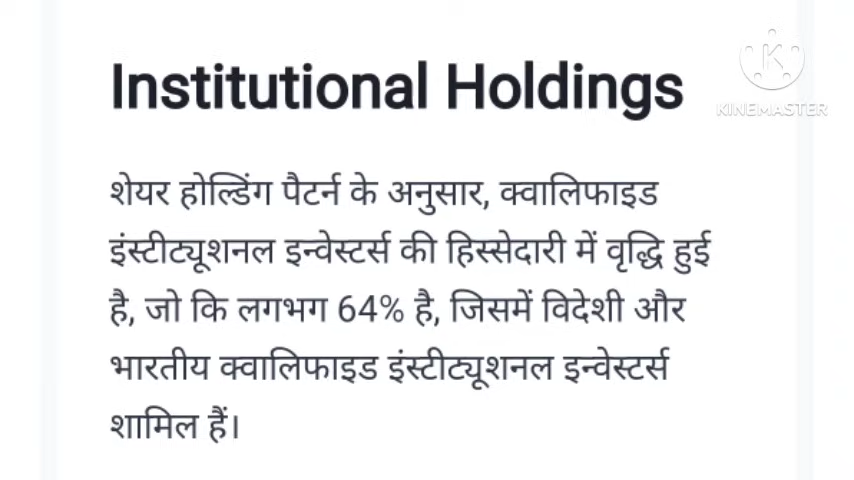 Institutional Holdings
KINEMASTER
शेयर होल्डिंग पैटर्न के अनुसार, क्वालिफाइड
इंस्टीट्यूशनल इन्वेस्टर्स की हिस्सेदारी में वृद्धि हुई
है, जो कि लगभग 64% है, जिसमें विदेशी और
भारतीय क्वालिफाइड इंस्टीट्यूशनल इन्वेस्टर्स
शामिल हैं।